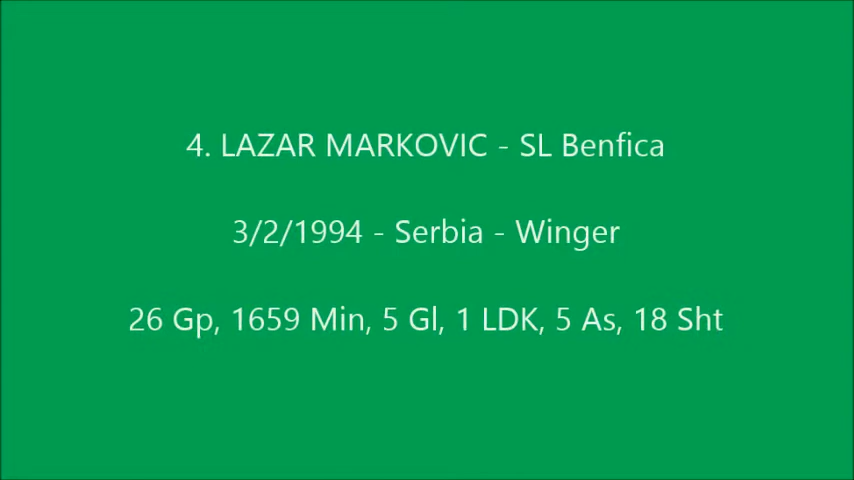 4. LAZAR MARKOVIC - SL Benfica
3/2/1994 - Serbia - Winger
26 Gp, 1659 Min, 5 Gl, 1 LDK, 5 As, 18 Sht